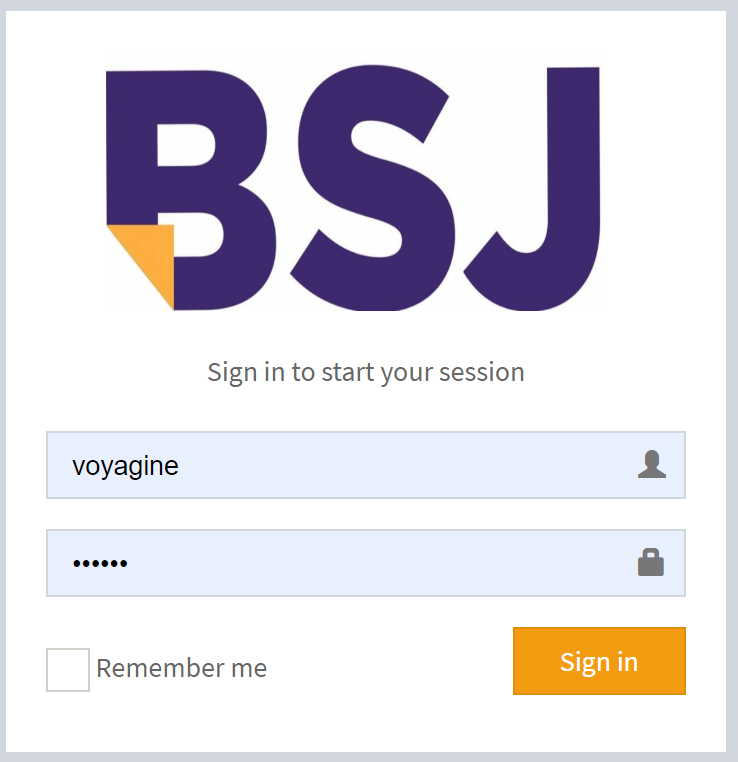 BSJ
Sign in to start your session
voyagine
••••••
Remember me
Sign in